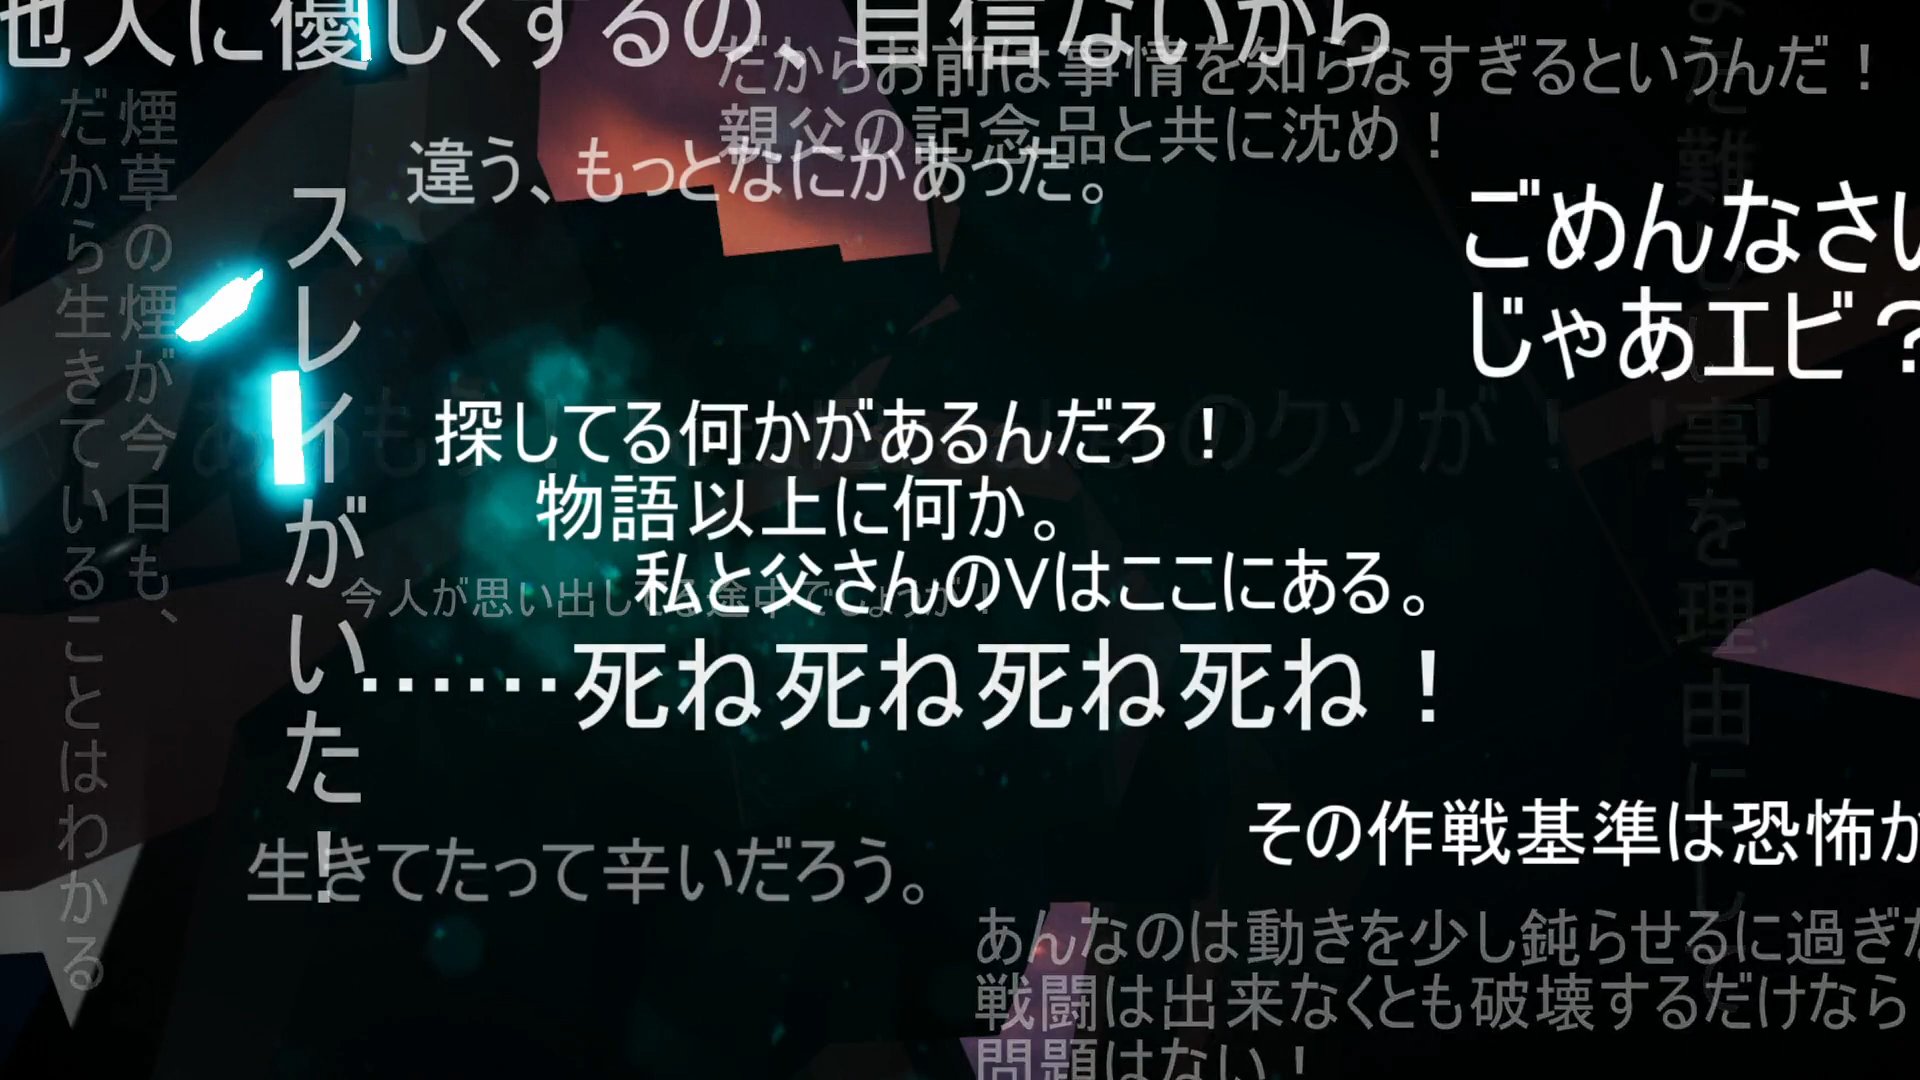 他人に優しくするの、自信ないから
だからお前は事情を知らなすぎるというんだ！
親父の記念品と共に沈め！
違う、もっとなにかあった。
煙草の煙が今日も、
だから生きていることはわかる
スレイがいた！
ごめんなさい
じゃあエビ？
探してる何かがあるんだろ！
物語以上に何か。
私と父さんのVはここにある。
今人が思い出してる途中でしょうが！
……死ね死ね死ね死ね！
のクソが！
難しい事を理由にして
その作戦基準は恐怖か
生きてたって辛いだろう。
あんなのは動きを少し鈍らせるに過ぎな
戦闘は出来なくとも破壊するだけなら
問題はない！